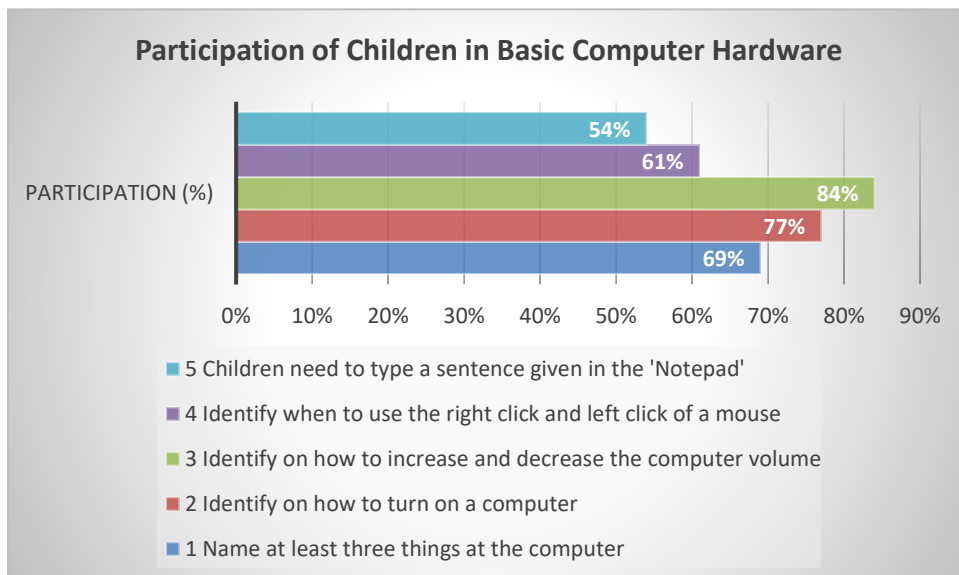 Participation of Children in Basic Computer Hardware
54%
61%
PARTICIPATION (%)
84%
77%
69%
0% 10% 20% 30% 40% 50% 60% 70% 80% 90%
5 Children need to type a sentence given in the 'Notepad'
4 Identify when to use the right click and left click of a mouse
3 Identify on how to increase and decrease the computer volume
2 Identify on how to turn on a computer
1 Name at least three things at the computer